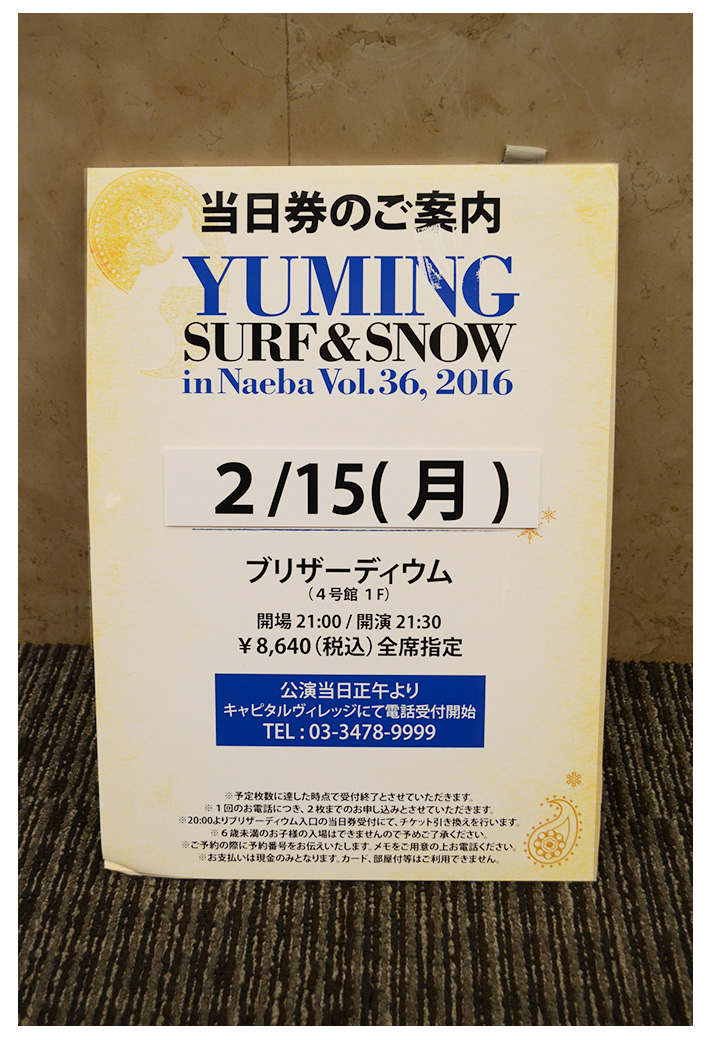 当日券のご案内
YUMING
SURF & SNOW
in Naeba Vol.36, 2016
2/15(月)
ブリザーディウム
(4号館 1F)
開場 21:00 / 開演 21:30
¥8,640(税込)全席指定
公演当日正午より
キャピタルヴィレッジにて電話受付開始
TEL : 03-3478-9999
※予定枚数に達した時点で受付終了とさせていただきます。
※1回のお電話につき、2枚までのお申し込みとさせていただきます。
※20:00よりブリザーディウム入口の当日券受付にて、チケット引き換えを行います。
※6歳未満のお子様の入場はできませんので予めご了承ください。
※ご予約の際に予約番号をお伝えいたします。メモをご用意の上お電話ください。
※お支払いは現金のみとなります。カード、部屋付等はご利用できません。